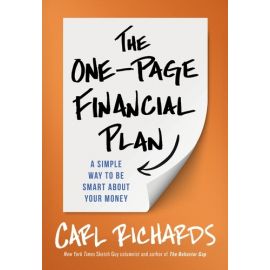 THE
ONE-PAGE
FINANCIAL
PLAN
A SIMPLE
WAY TO BE
SMART ABOUT
YOUR MONEY
CARL RICHARDS
New York Times Sketch Guy columnist and author of The Behavior Gap